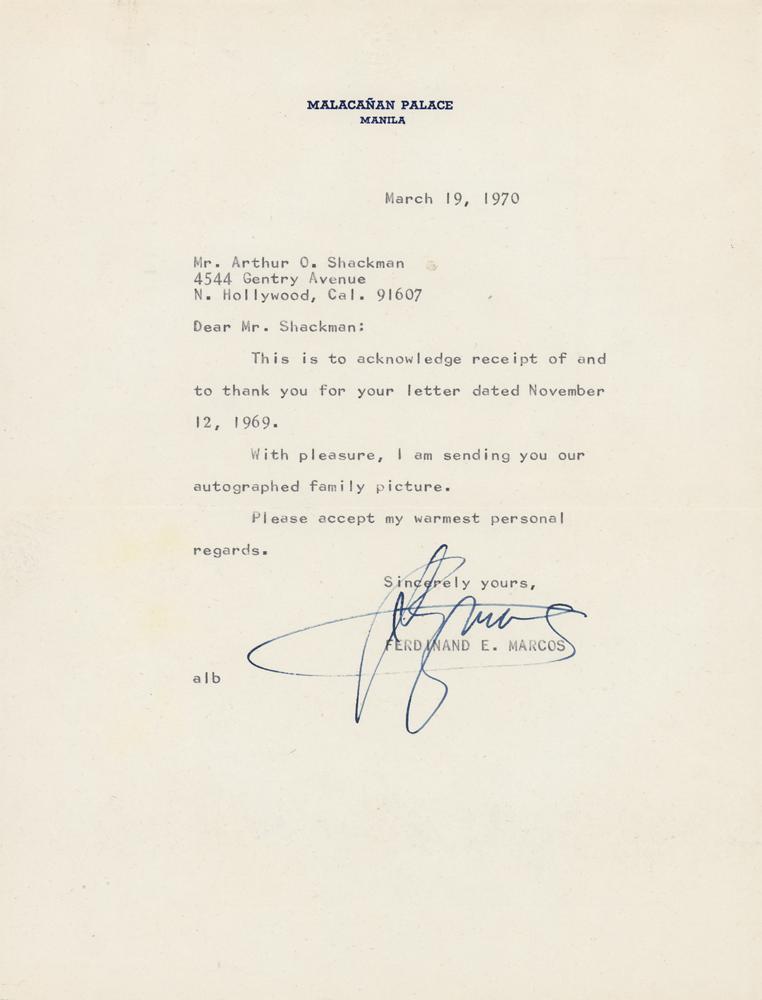 MALACAÑAN PALACE
MANILA
March 19, 1970
Mr. Arthur O. Shackman
4544 Gentry Avenue
N. Hollywood, Cal. 91607
Dear Mr. Shackman:
This is to acknowledge receipt of and
to thank you for your letter dated November
12, 1969.
With pleasure, I am sending you our
autographed family picture.
Please accept my warmest personal
regards.
Sincerely yours,
FERDINAND E. MARCOS
alb